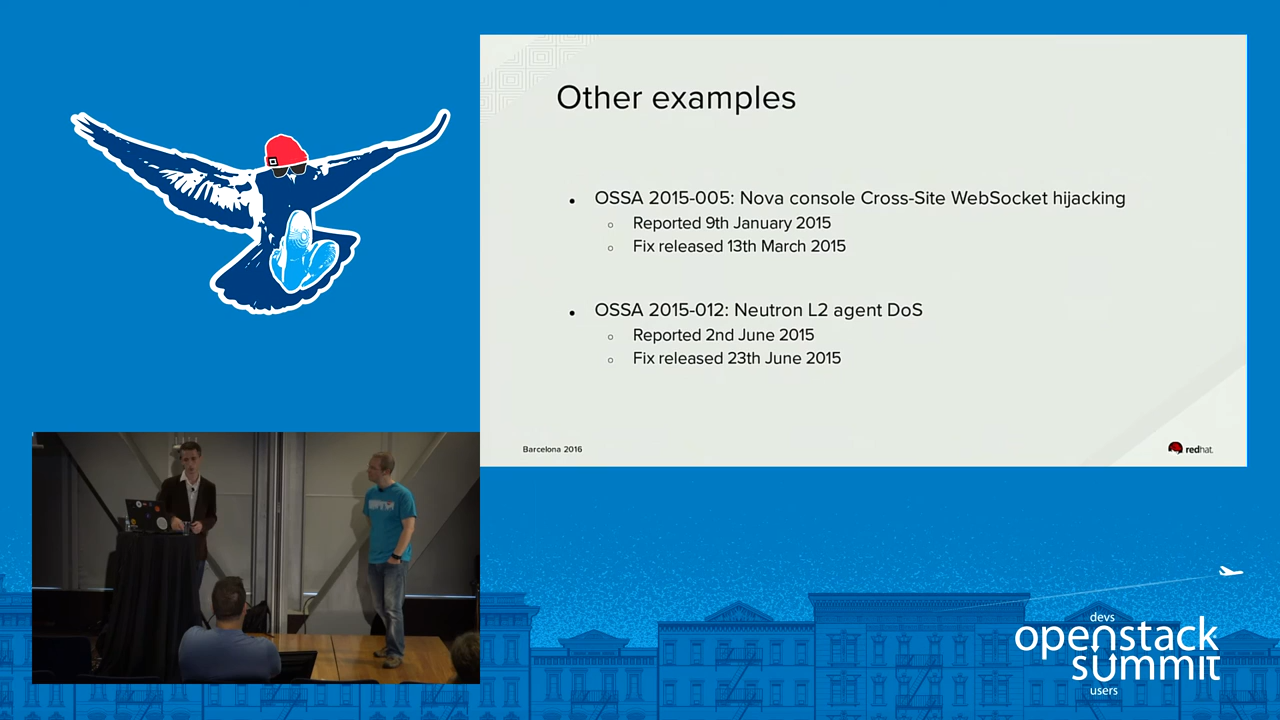 Other examples
OSSA 2015-005: Nova console Cross-Site WebSocket hijacking
Reported 9th January 2015
Fix released 13th March 2015
OSSA 2015-012: Neutron L2 agent DoS
Reported 2nd June 2015
Fix released 23th June 2015
Barcelona 2016
redhat.
devs
openstack
summit
users